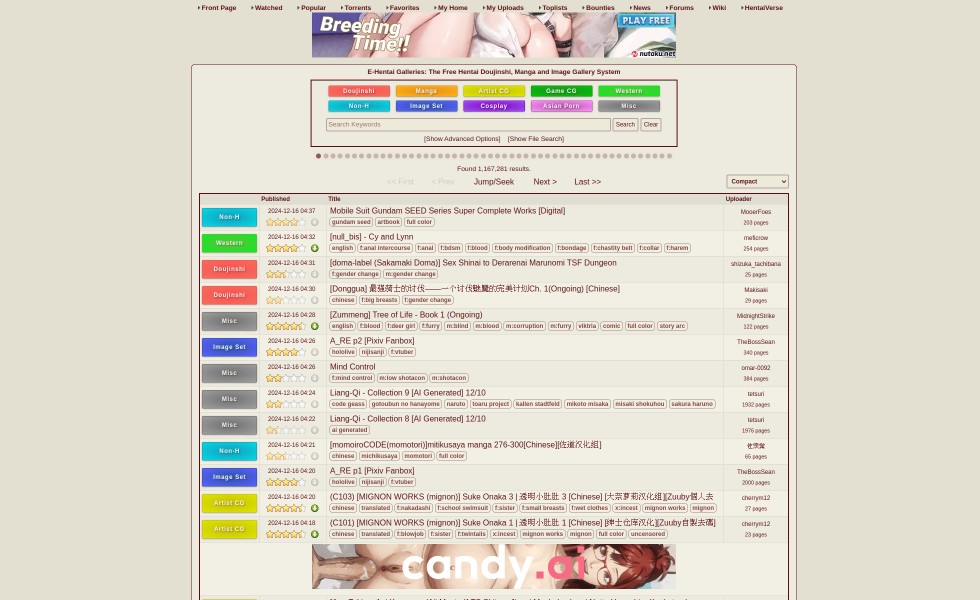 Front Page Watched Popular Torrents Favorites My Home My Uploads Toplists Bounties News Forums Wiki HentaiVerse
Breeding Time!!
PLAY FREE
nutaku.net
E-Hentai Galleries: The Free Hentai Doujinshi, Manga and Image Gallery System
Doujinshi Manga Artist CG Game CG Western
Non-H Image Set Cosplay Asian Porn Misc
Search Keywords Search Clear
[Show Advanced Options] [Show File Search]
Found 1,167,281 results.
<< First < Prev Jump/Seek Next > Last >> Compact
Published Title Uploader
Non-H 2024-12-16 04:37 Mobile Suit Gundam SEED Series Super Complete Works [Digital] MooerFoes
gundam seed artbook full color 203 pages
Western 2024-12-16 04:32 [null_bis] - Cy and Lynn meficrow
english f:anal intercourse f:anal f:bdsm f:blood f:body modification f:bondage f:chastity belt f:collar f:harem 254 pages
Doujinshi 2024-12-16 04:31 [doma-label (Sakamaki Doma)] Sex Shinai to Derarenai Marunomi TSF Dungeon shizuka_tachibana
f:gender change m:gender change 25 pages
Doujinshi 2024-12-16 04:30 [Donggua] 最强骑士的讨伐——一个讨伐魅魔的完美计划Ch. 1(Ongoing) [Chinese] Makisaki
chinese f:big breasts f:gender change 29 pages
Misc 2024-12-16 04:28 [Zummeng] Tree of Life - Book 1 (Ongoing) MidnightStrike
english f:blood f:deer girl f:furry m:blind m:blood m:corruption m:furry viktria comic full color story arc 122 pages
Image Set 2024-12-16 04:26 A_RE p2 [Pixiv Fanbox] TheBossSean
hololive nijisanji f:vtuber 340 pages
Misc 2024-12-16 04:26 Mind Control omar-0092
f:mind control m:low shotacon m:shotacon 384 pages
Misc 2024-12-16 04:24 Liang-Qi - Collection 9 [AI Generated] 12/10 tetsuri
code geass gotoubun no hanayome naruto toaru project kallen stadtfeld mikoto misaka misaki shokuhou sakura haruno 1932 pages
Misc 2024-12-16 04:22 Liang-Qi - Collection 8 [AI Generated] 12/10 tetsuri
ai generated 1976 pages
Non-H 2024-12-16 04:21 [momoiroCODE(momotori)]mitikusaya manga 276-300[Chinese][佐道汉化组]
chinese michikusaya momotori full color 65 pages
Image Set 2024-12-16 04:20 A_RE p1 [Pixiv Fanbox] TheBossSean
hololive nijisanji f:vtuber 2000 pages
Artist CG 2024-12-16 04:20 (C103) [MIGNON WORKS (mignon)] Suke Onaka 3 | 透明小肚肚 3 [Chinese] [大茶萝莉汉化组][Zuuby個人去 cherrym12
chinese translated f:nakadashi f:school swimsuit f:sister f:small breasts f:wet clothes x:incest mignon works mignon 27 pages
Artist CG 2024-12-16 04:18 (C101) [MIGNON WORKS (mignon)] Suke Onaka 1 | 透明小肚肚 1 [Chinese] [绅士仓库汉化][Zuuby自製去碼] cherrym12
chinese translated f:blowjob f:sister f:twintails x:incest mignon works mignon full color uncensored 23 pages
candy.ai